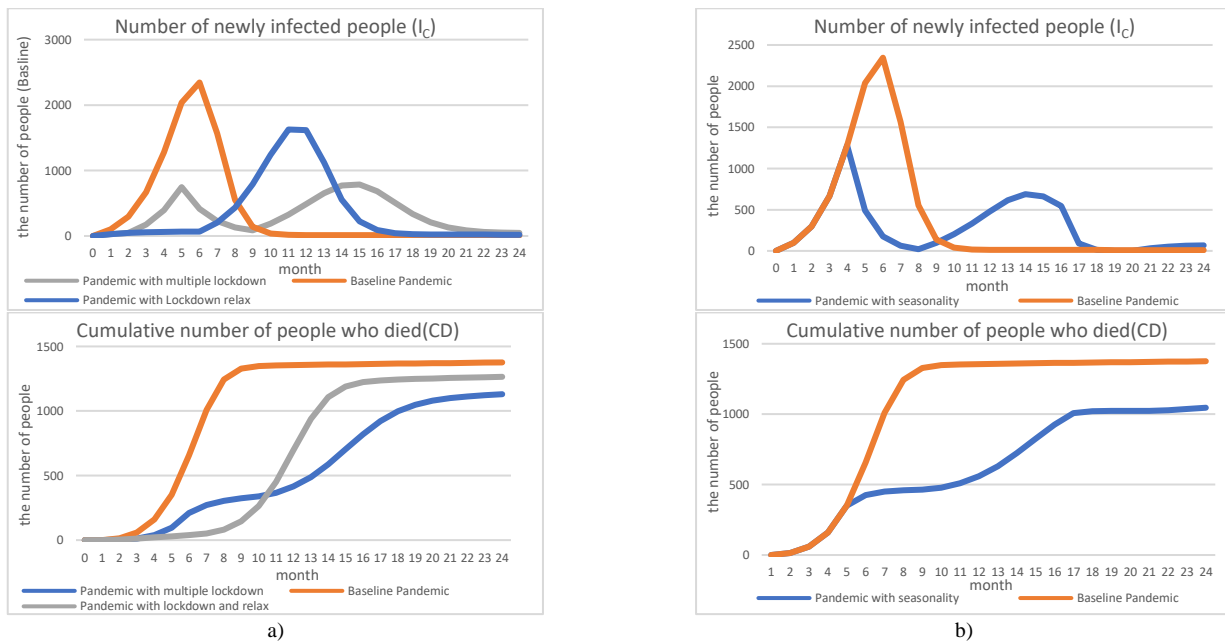 Number of newly infected people (I_C)
the number of people (Basline)
3000
2000
1000
0
0 1 2 3 4 5 6 7 8 9 10 11 12 13 14 15 16 17 18 19 20 21 22 23 24
month
Pandemic with multiple lockdown
Baseline Pandemic
Pandemic with Lockdown relax
Cumulative number of people who died(CD)
the number of people
1500
1000
500
0
0 1 2 3 4 5 6 7 8 9 10 11 12 13 14 15 16 17 18 19 20 21 22 23 24
month
Pandemic with multiple lockdown
Baseline Pandemic
Pandemic with lockdown and relax
a)
Number of newly infected people (I_C)
the number of people
2500
2000
1500
1000
500
0
0 1 2 3 4 5 6 7 8 9 10 11 12 13 14 15 16 17 18 19 20 21 22 23 24
month
Pandemic with seasonality
Baseline Pandemic
Cumulative number of people who died(CD)
the number of people
1500
1000
500
0
1 2 3 4 5 6 7 8 9 10 11 12 13 14 15 16 17 18 19 20 21 22 23 24
month
Pandemic with seasonality
Baseline Pandemic
b)